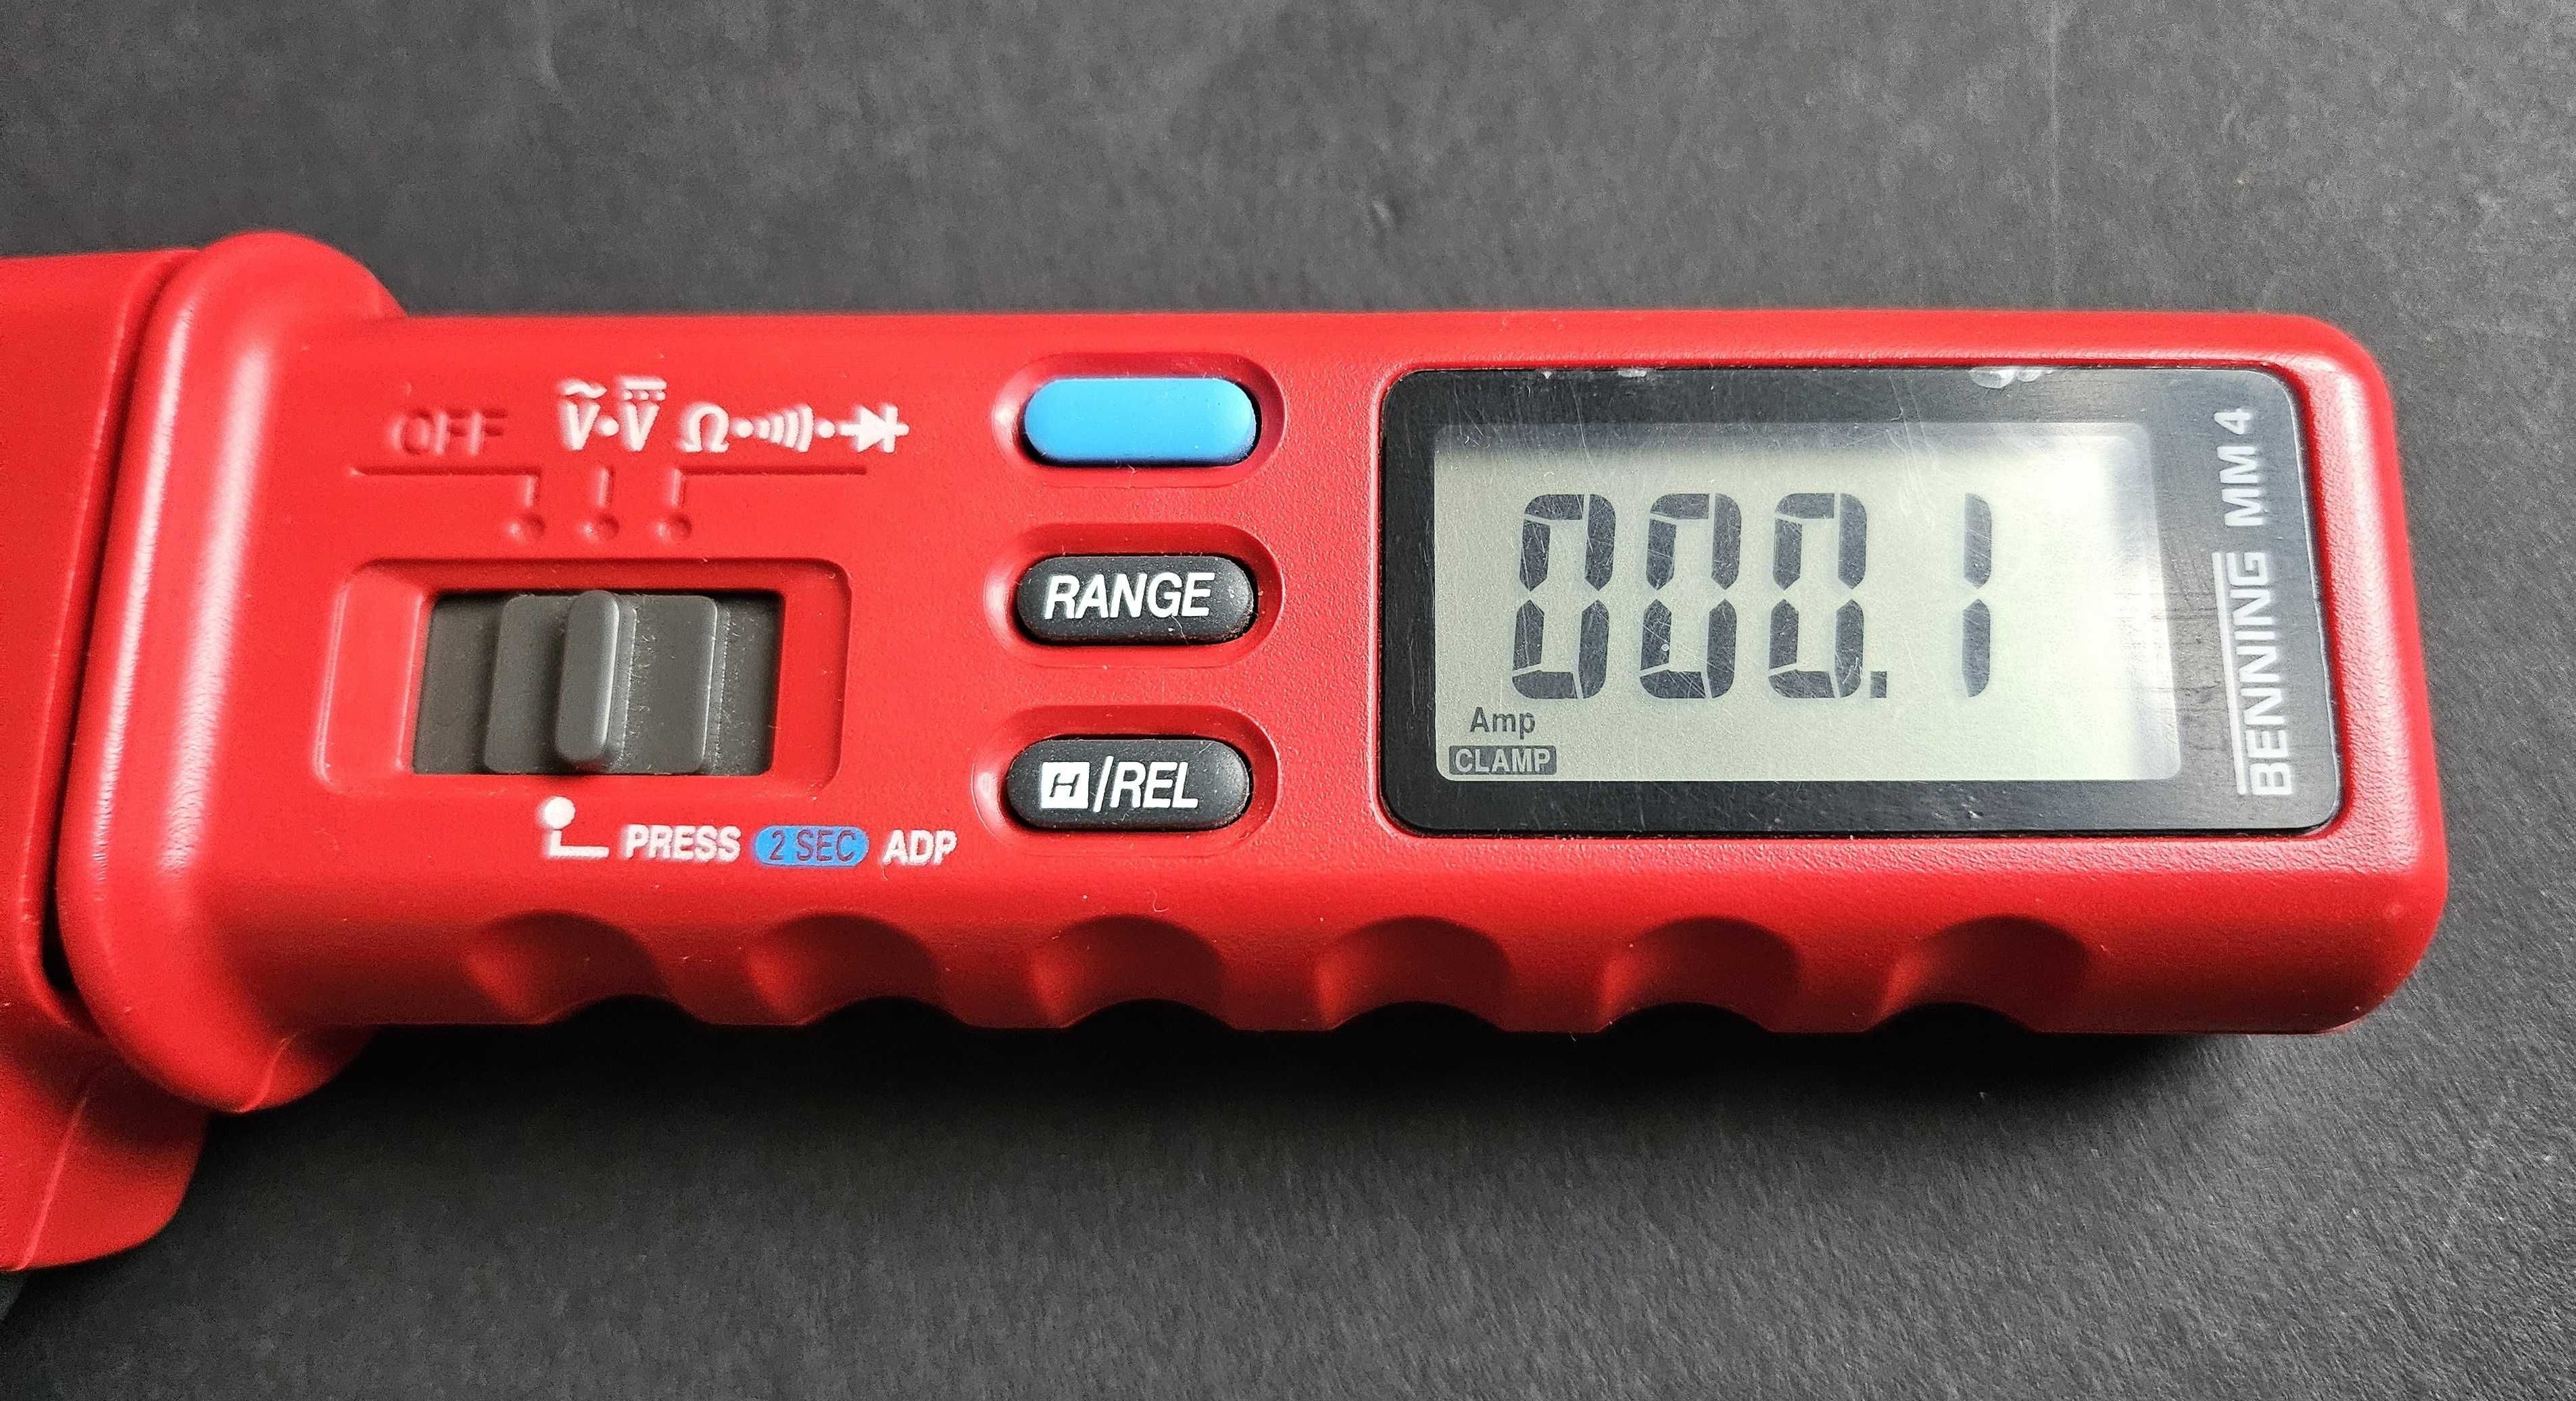 OFF V·V Ω
PRESS 2 SEC ADP
RANGE
H/REL
000.1
Amp
CLAMP
BENNING MM 4